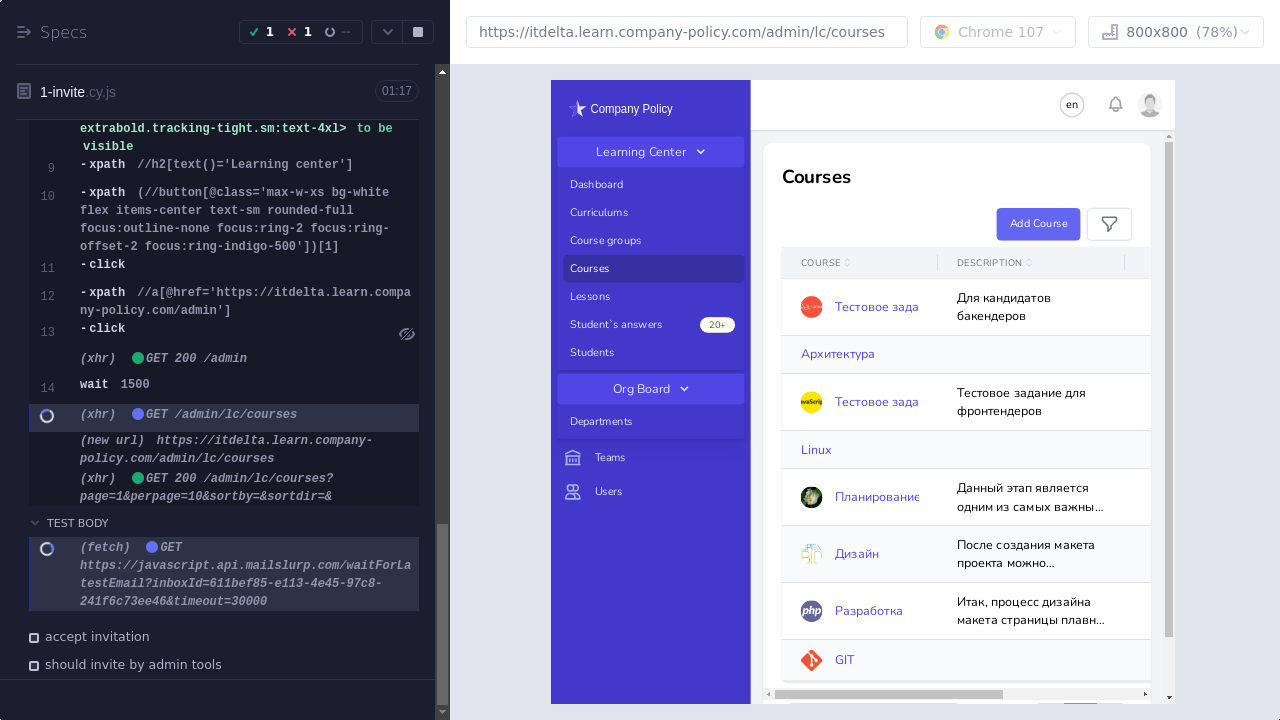 Specs
1
1
--
https://itdelta.learn.company-policy.com/admin/lc/courses
Chrome 107
800x800 (78%)
1-invite.cy.js
01:17
extrabold.tracking-tight.sm:text-4xl> to be
visible
9 -xpath //h2[text()='Learning center']
10 -xpath (//button[@class='max-w-xs bg-white
flex items-center text-sm rounded-full
focus:outline-none focus:ring-2 focus:ring-
offset-2 focus:ring-indigo-500'])[1]
11 -click
12 -xpath //a[@href='https://itdelta.learn.compa
ny-policy.com/admin']
13 -click
(xhr) GET 200 /admin
14 wait 1500
(xhr) GET /admin/lc/courses
(new url) https://itdelta.learn.company-
policy.com/admin/lc/courses
(xhr) GET 200 /admin/lc/courses?
page=1&perpage=10&sortby=&sortdir=&
TEST BODY
(fetch) GET
https://javascript.api.mailslurp.com/waitForLa
testEmail?inboxId=611bef85-e113-4e45-97c8-
241f6c73ee46&timeout=30000
accept invitation
should invite by admin tools
Company Policy
Learning Center
Dashboard
Curriculums
Course groups
Courses
Lessons
Student`s answers 20+
Students
Org Board
Departments
Teams
Users
en
Courses
Add Course
COURSE
DESCRIPTION
Тестовое зада
Для кандидатов
бакендеров
Архитектура
Тестовое зада
Тестовое задание для
фронтендеров
Linux
Планирование
Данный этап является
одним из самых важны...
Дизайн
После создания макета
проекта можно...
php
Разработка
Итак, процесс дизайна
макета страницы плавн...
GIT